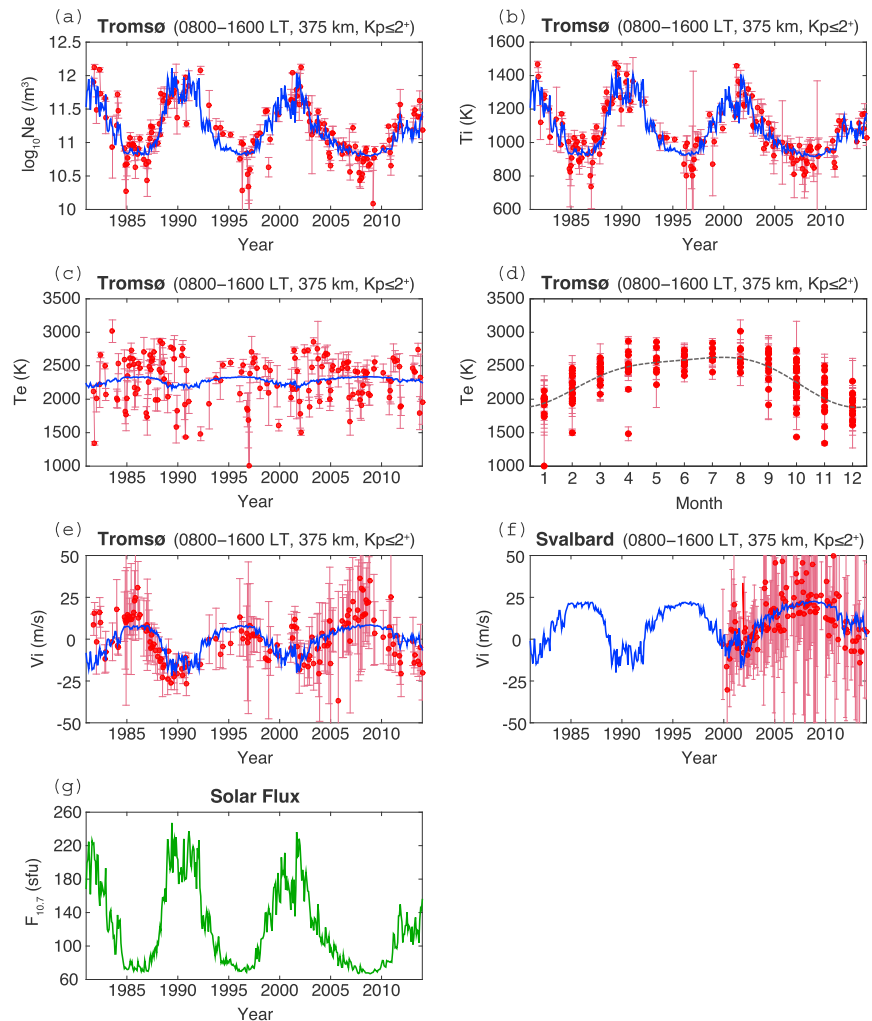 (a) Tromsø (0800−1600 LT, 375 km, Kp≤2⁺)
12.5
12
11.5
11
10.5
10
log₁₀Ne (/m³)
1985 1990 1995 2000 2005 2010
Year
(b) Tromsø (0800−1600 LT, 375 km, Kp≤2⁺)
1600
1400
1200
1000
800
600
Ti (K)
1985 1990 1995 2000 2005 2010
Year
(c) Tromsø (0800−1600 LT, 375 km, Kp≤2⁺)
3500
3000
2500
2000
1500
1000
Te (K)
1985 1990 1995 2000 2005 2010
Year
(d) Tromsø (0800−1600 LT, 375 km, Kp≤2⁺)
3500
3000
2500
2000
1500
1000
Te (K)
1 2 3 4 5 6 7 8 9 10 11 12
Month
(e) Tromsø (0800−1600 LT, 375 km, Kp≤2⁺)
50
25
0
-25
-50
Vi (m/s)
1985 1990 1995 2000 2005 2010
Year
(f) Svalbard (0800−1600 LT, 375 km, Kp≤2⁺)
50
25
0
-25
-50
Vi (m/s)
1985 1990 1995 2000 2005 2010
Year
(g) Solar Flux
260
220
180
140
100
60
F₁₀.₇ (sfu)
1985 1990 1995 2000 2005 2010
Year